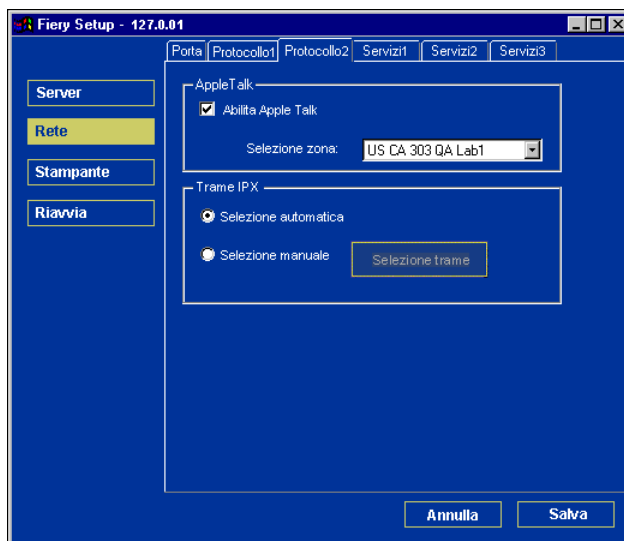 Fiery Setup - 127.0.01
Porta Protocollo1 Protocollo2 Servizi1 Servizi2 Servizi3
Server
Rete
Stampante
Riavvia
AppleTalk
Abilita Apple Talk
Selezione zona: US CA 303 QA Lab1
Trame IPX
Selezione automatica
Selezione manuale Selezione trame
Annulla Salva